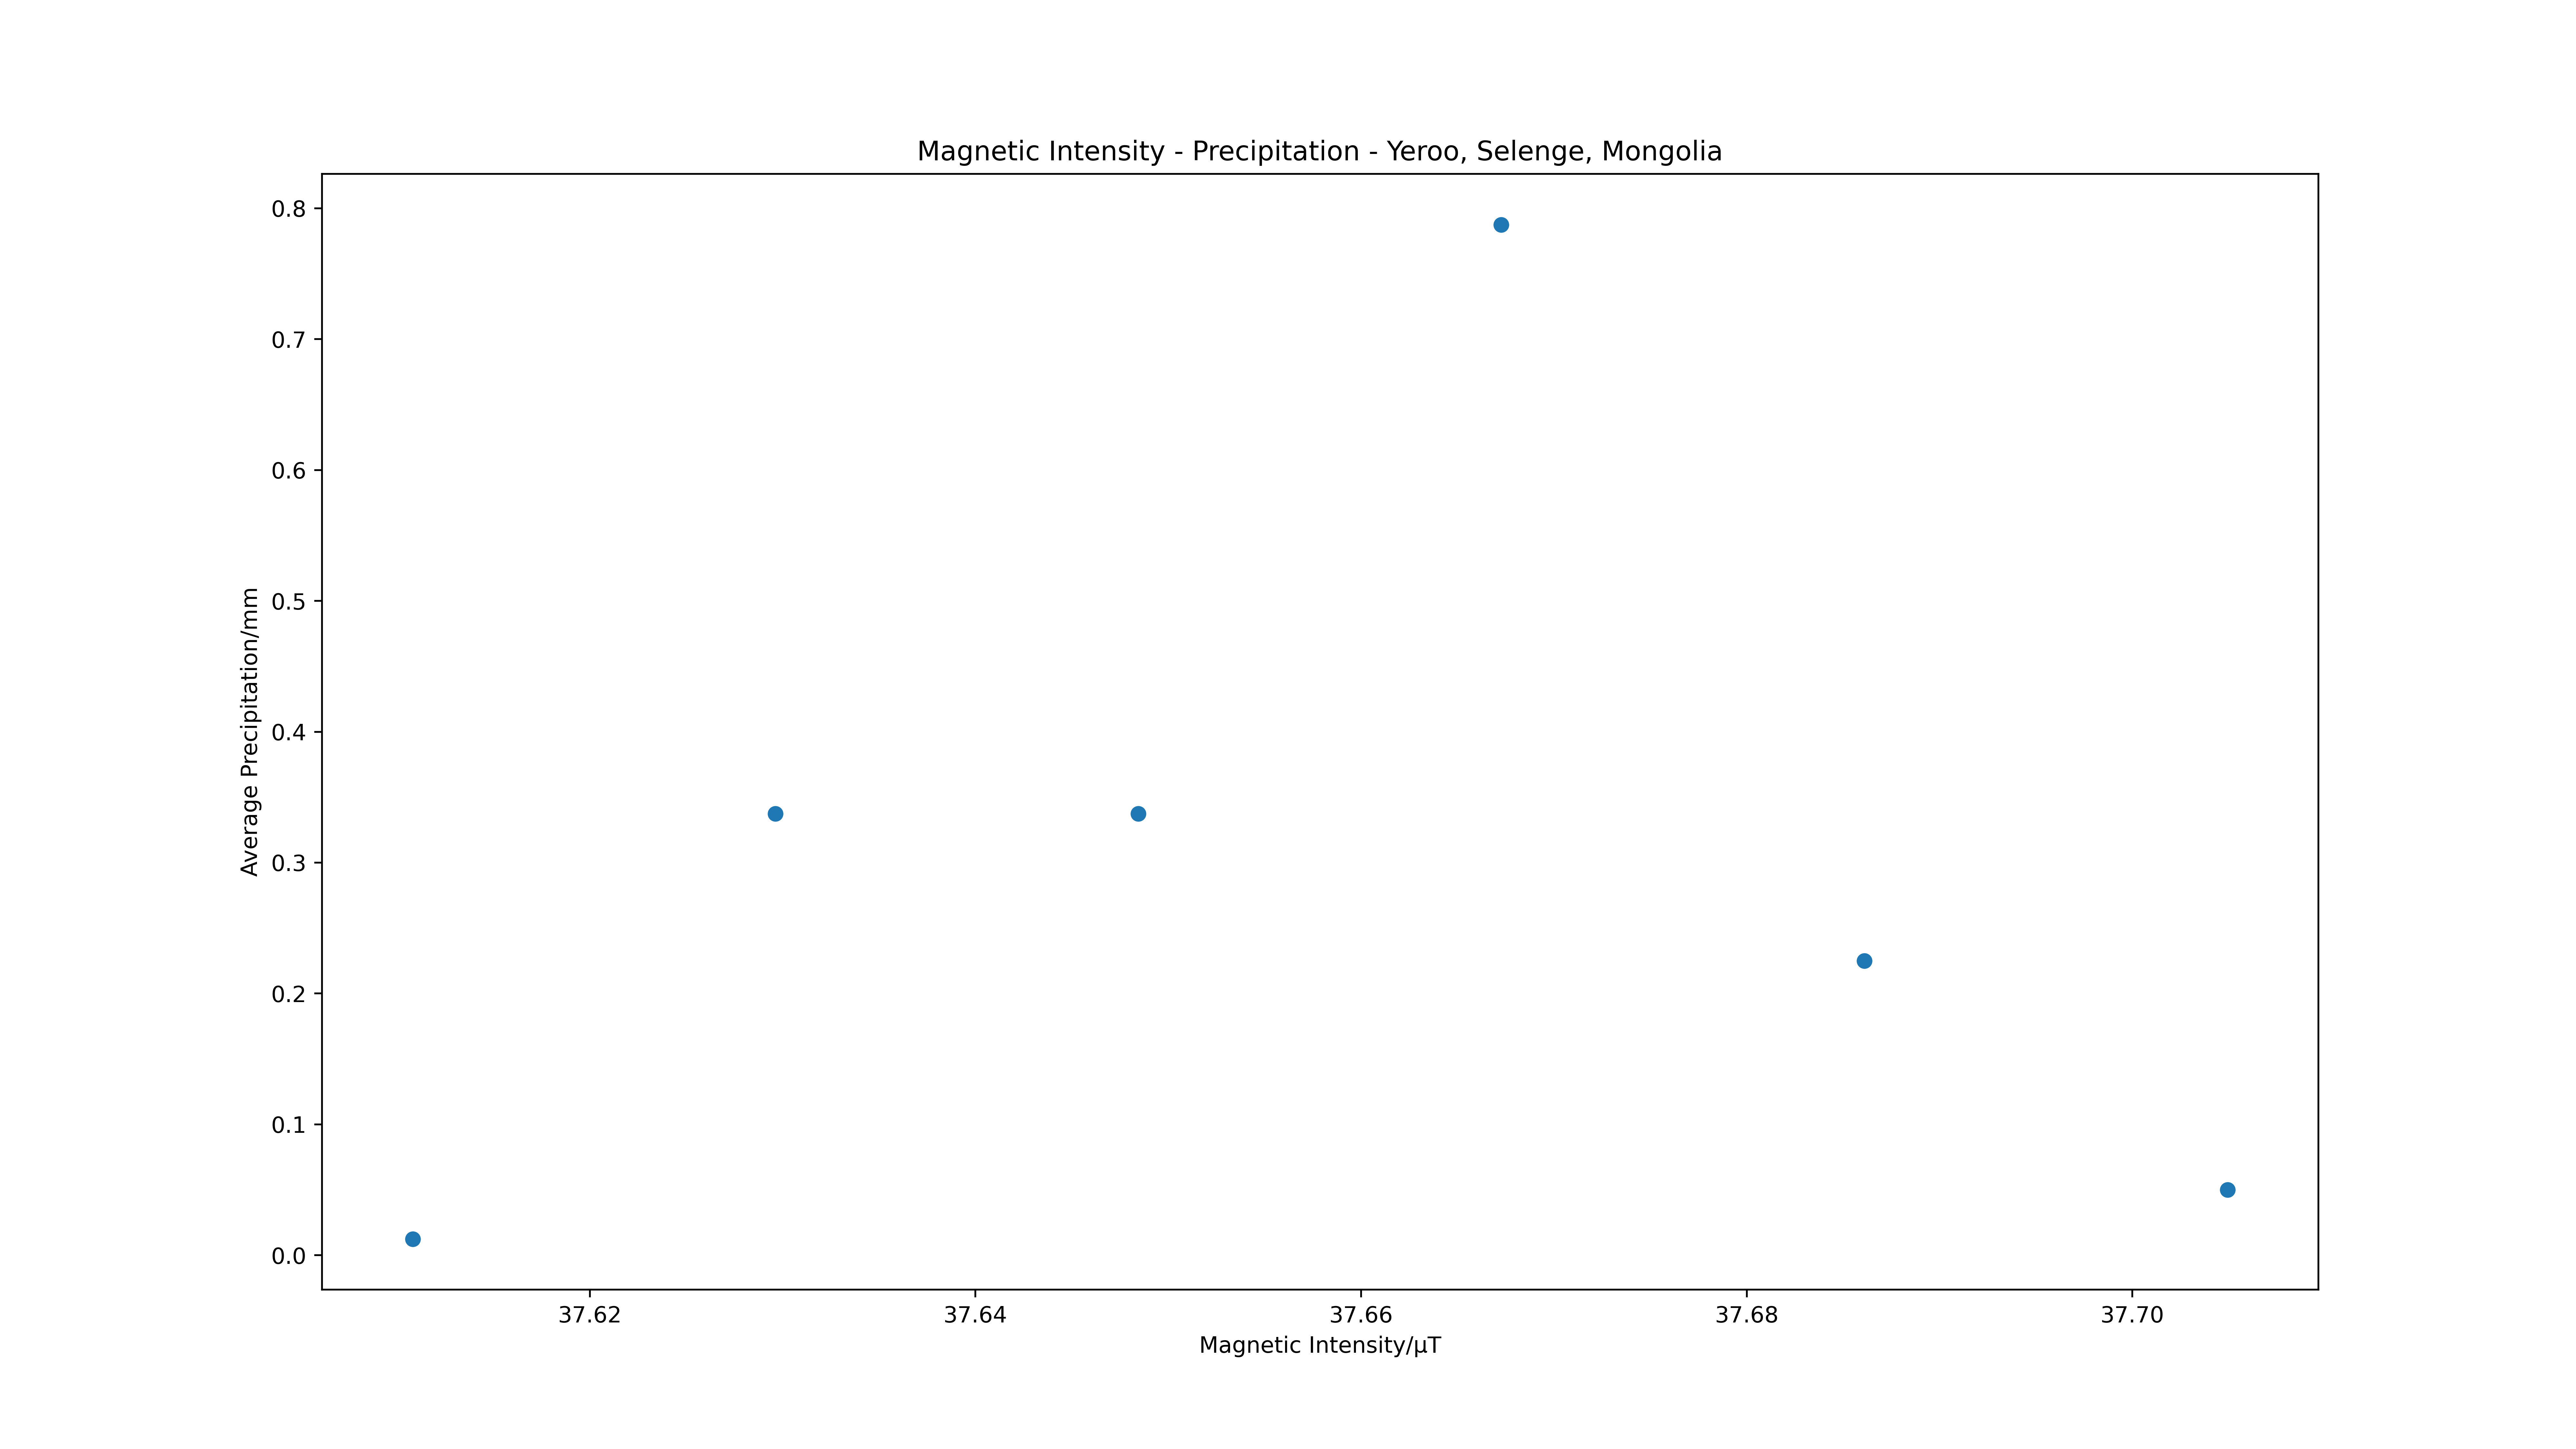 Magnetic Intensity - Precipitation - Yeroo, Selenge, Mongolia
0.8
0.7
0.6
0.5
0.4
0.3
0.2
0.1
0.0
Average Precipitation/mm
37.62 37.64 37.66 37.68 37.70
Magnetic Intensity/μT